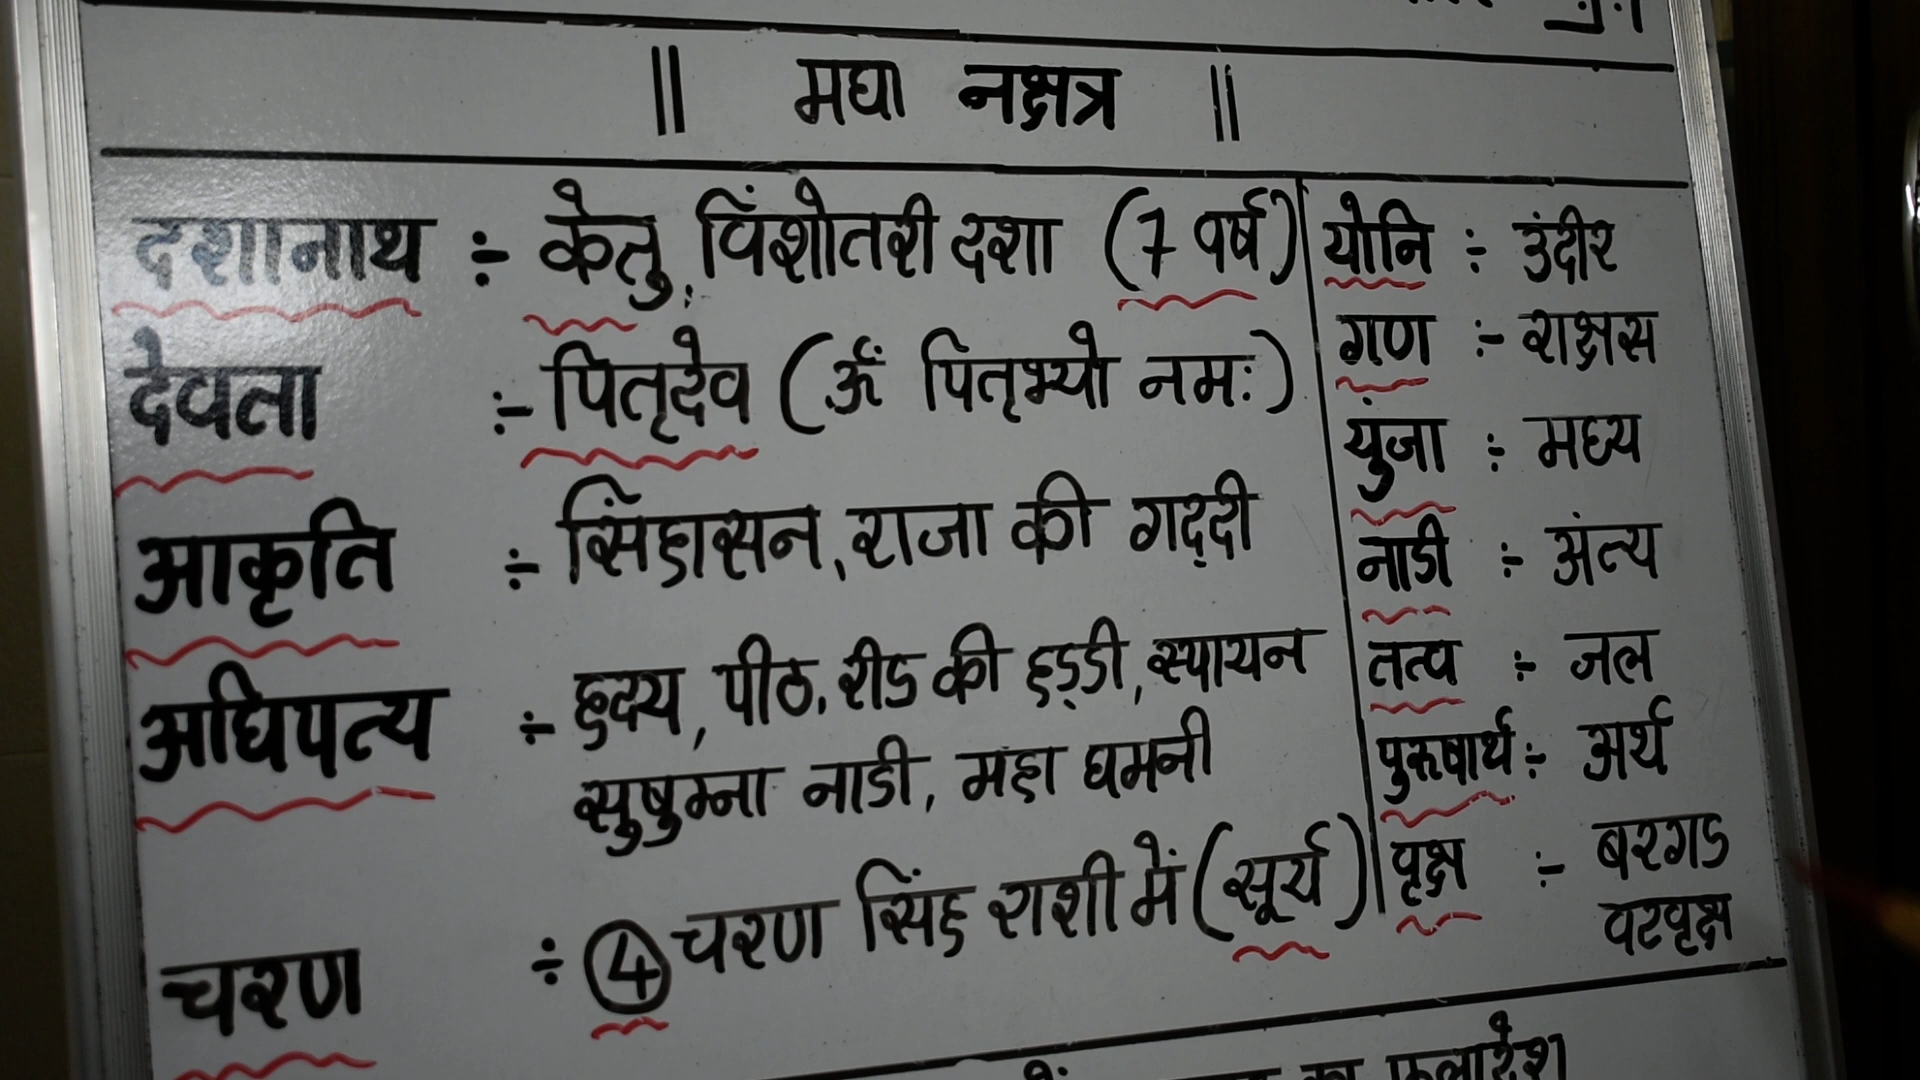 || मघा नक्षत्र ||
दशानाथ :- केतु, विंशोतरी दशा (7 वर्ष)
देवता :- पितृदेव (ॐ पितृभ्यो नमः)
आकृति :- सिंहासन, राजा की गद्दी
अधिपत्य :- हृदय, पीठ, रीड की हड्डी, स्पायन
सुषुम्ना नाडी, महा धमनी
चरण :- 4 चरण सिंह राशी में (सूर्य)
योनि :- उंदीर
गण :- राक्षस
युंजा :- मध्य
नाडी :- अंत्य
तत्व :- जल
पुरूषार्थ :- अर्थ
वृक्ष :- बरगड
वटवृक्ष
का फलादेश